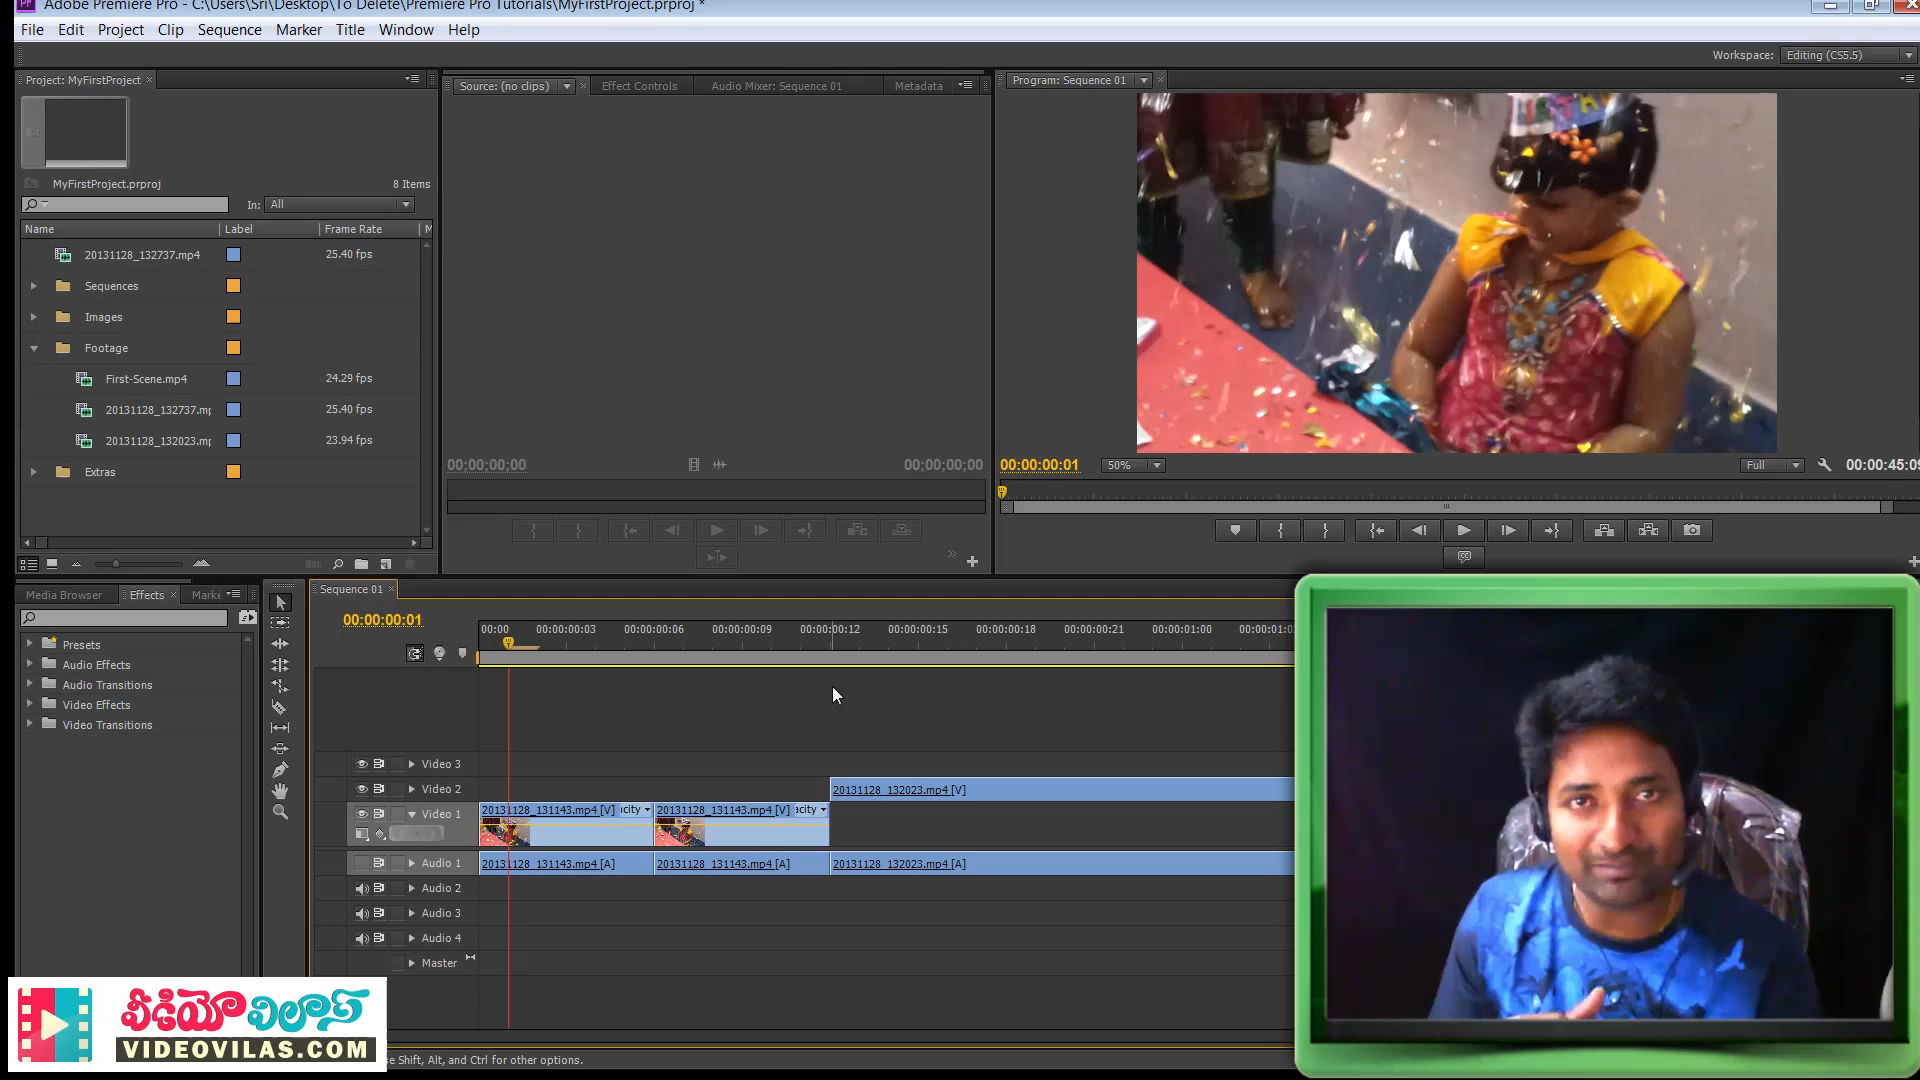 Adobe Premiere Pro - C:\Users\Sri\Desktop\To Delete\Premiere Pro Tutorials\MyFirstProject.prproj *
File Edit Project Clip Sequence Marker Title Window Help
Workspace: Editing (CS5.5)
Project: MyFirstProject
MyFirstProject.prproj 8 Items
In: All
Name Label Frame Rate M
20131128_132737.mp4 25.40 fps
Sequences
Images
Footage
First-Scene.mp4 24.29 fps
20131128_132737.mp 25.40 fps
20131128_132023.mp 23.94 fps
Extras
Source: (no clips) Effect Controls Audio Mixer: Sequence 01 Metadata
00;00;00;00 00;00;00;00
Program: Sequence 01
00:00:00:01 50% Full 00:00:45:09
Media Browser Effects Marke
Presets
Audio Effects
Audio Transitions
Video Effects
Video Transitions
Sequence 01
00:00:00:01
00:00 00:00:00:03 00:00:00:06 00:00:00:09 00:00:00:12 00:00:00:15 00:00:00:18 00:00:00:21 00:00:01:00 00:00:01:03
Video 3
Video 2 20131128_132023.mp4 [V]
Video 1 20131128_131143.mp4 [V] acity 20131128_131143.mp4 [V] acity
Audio 1 20131128_131143.mp4 [A] 20131128_131143.mp4 [A] 20131128_132023.mp4 [A]
Audio 2
Audio 3
Audio 4
Master
వీడియోవిలాస్
VIDEOVILAS.COM
se Shift, Alt, and Ctrl for other options.